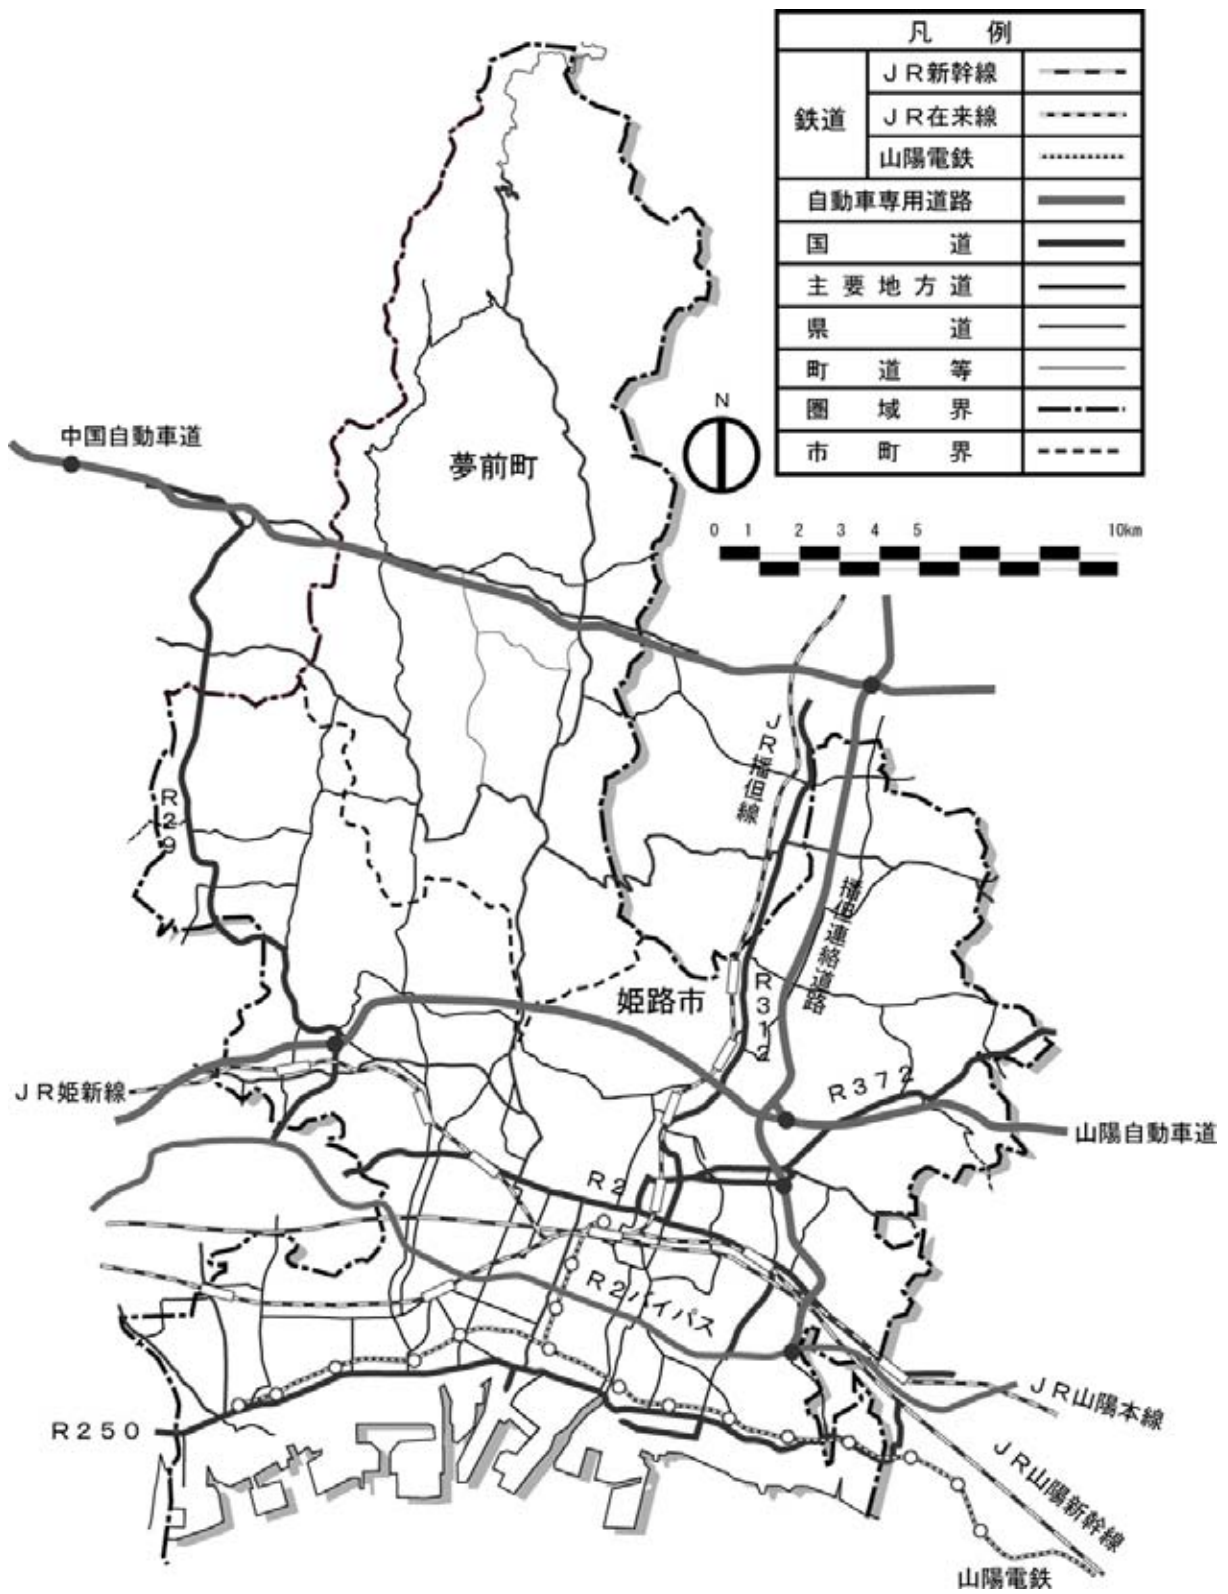 凡 例
鉄道
ＪＲ新幹線
ＪＲ在来線
山陽電鉄
自動車専用道路
国 道
主 要 地 方 道
県 道
町 道 等
圏 域 界
市 町 界
N
0 1 2 3 4 5 10km
中国自動車道
夢前町
ＪＲ播但線
Ｒ２９
播但連絡道路
姫路市
Ｒ３１２
Ｒ３７２
ＪＲ姫新線
山陽自動車道
Ｒ２
Ｒ２バイパス
Ｒ２５０
ＪＲ山陽本線
ＪＲ山陽新幹線
山陽電鉄